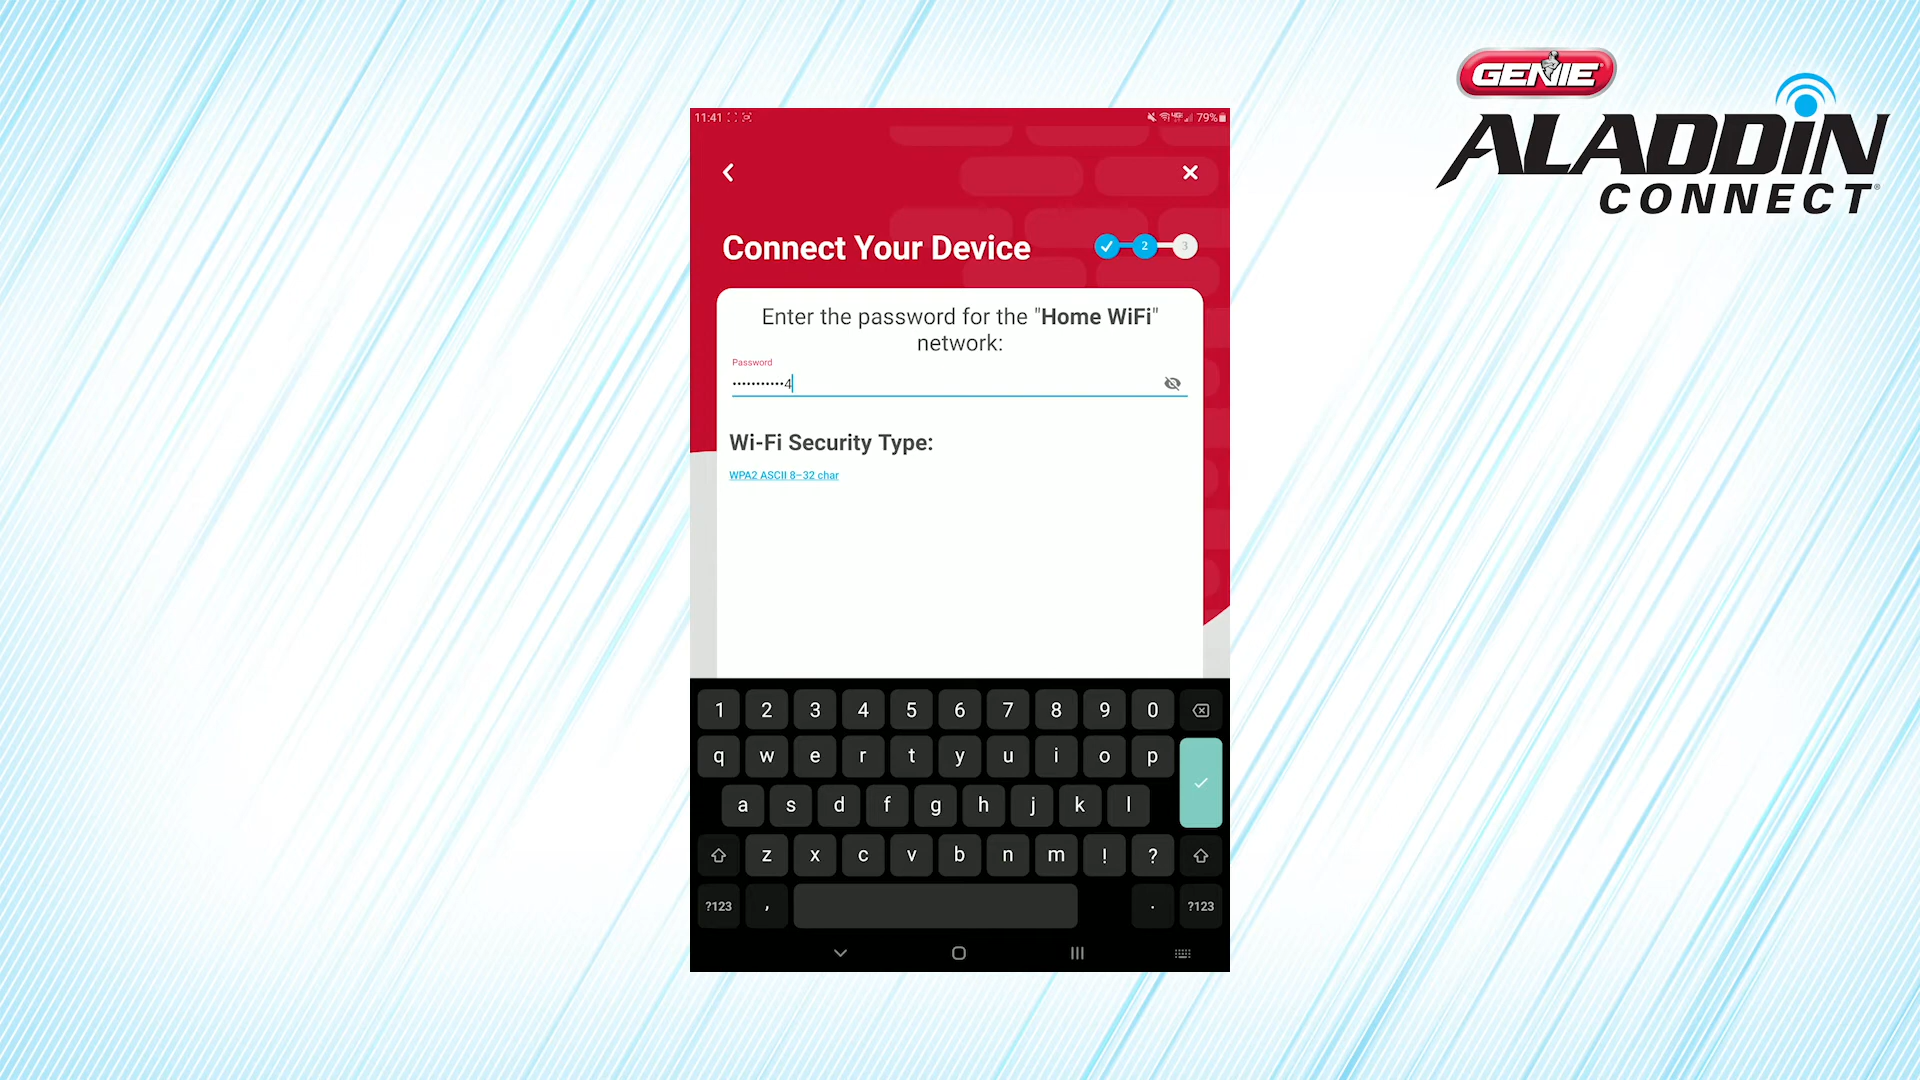 GENIE
ALADDIN
CONNECT®
11:41
79%
Connect Your Device
2
3
Enter the password for the "Home WiFi"
network:
Password
•••••••••••4
Wi-Fi Security Type:
WPA2 ASCII 8–32 char
1 2 3 4 5 6 7 8 9 0
q w e r t y u i o p
a s d f g h j k l
z x c v b n m ! ?
?123 , . ?123